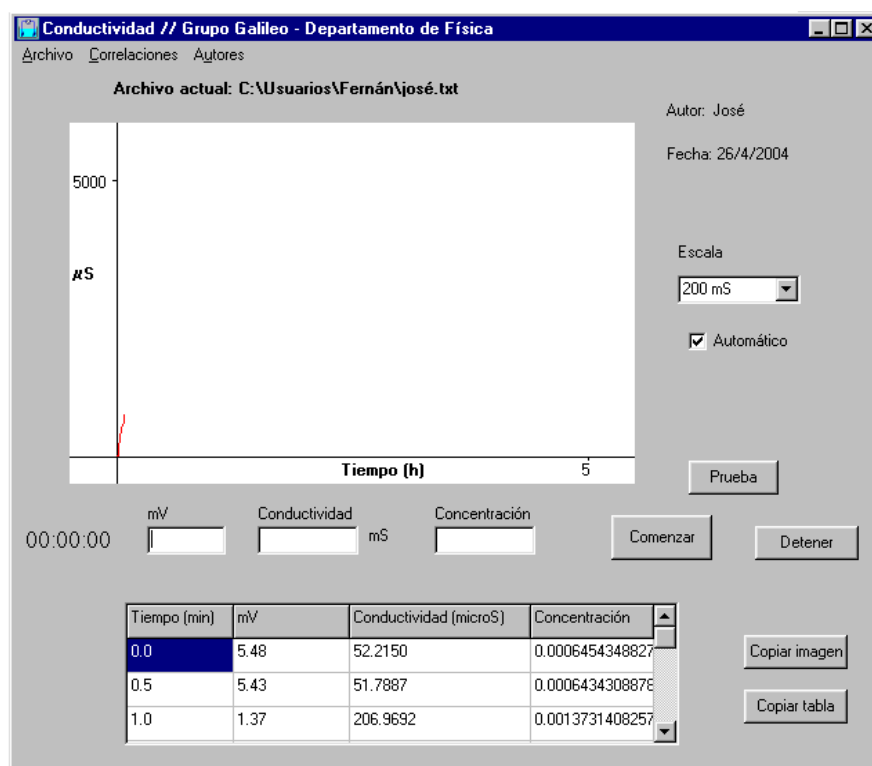 Conductividad // Grupo Galileo - Departamento de Física
Archivo Correlaciones Autores
Archivo actual: C:\Usuarios\Fernán\josé.txt
Autor: José
Fecha: 26/4/2004
5000
µS
Escala
200 mS
Automático
Tiempo (h) 5
Prueba
mV Conductividad Concentración
00:00:00 mS Comenzar Detener
Tiempo (min) mV Conductividad (microS) Concentración
0.0 5.48 52.2150 0.0006454348827
0.5 5.43 51.7887 0.0006434308878
1.0 1.37 206.9692 0.0013731408257
Copiar imagen
Copiar tabla